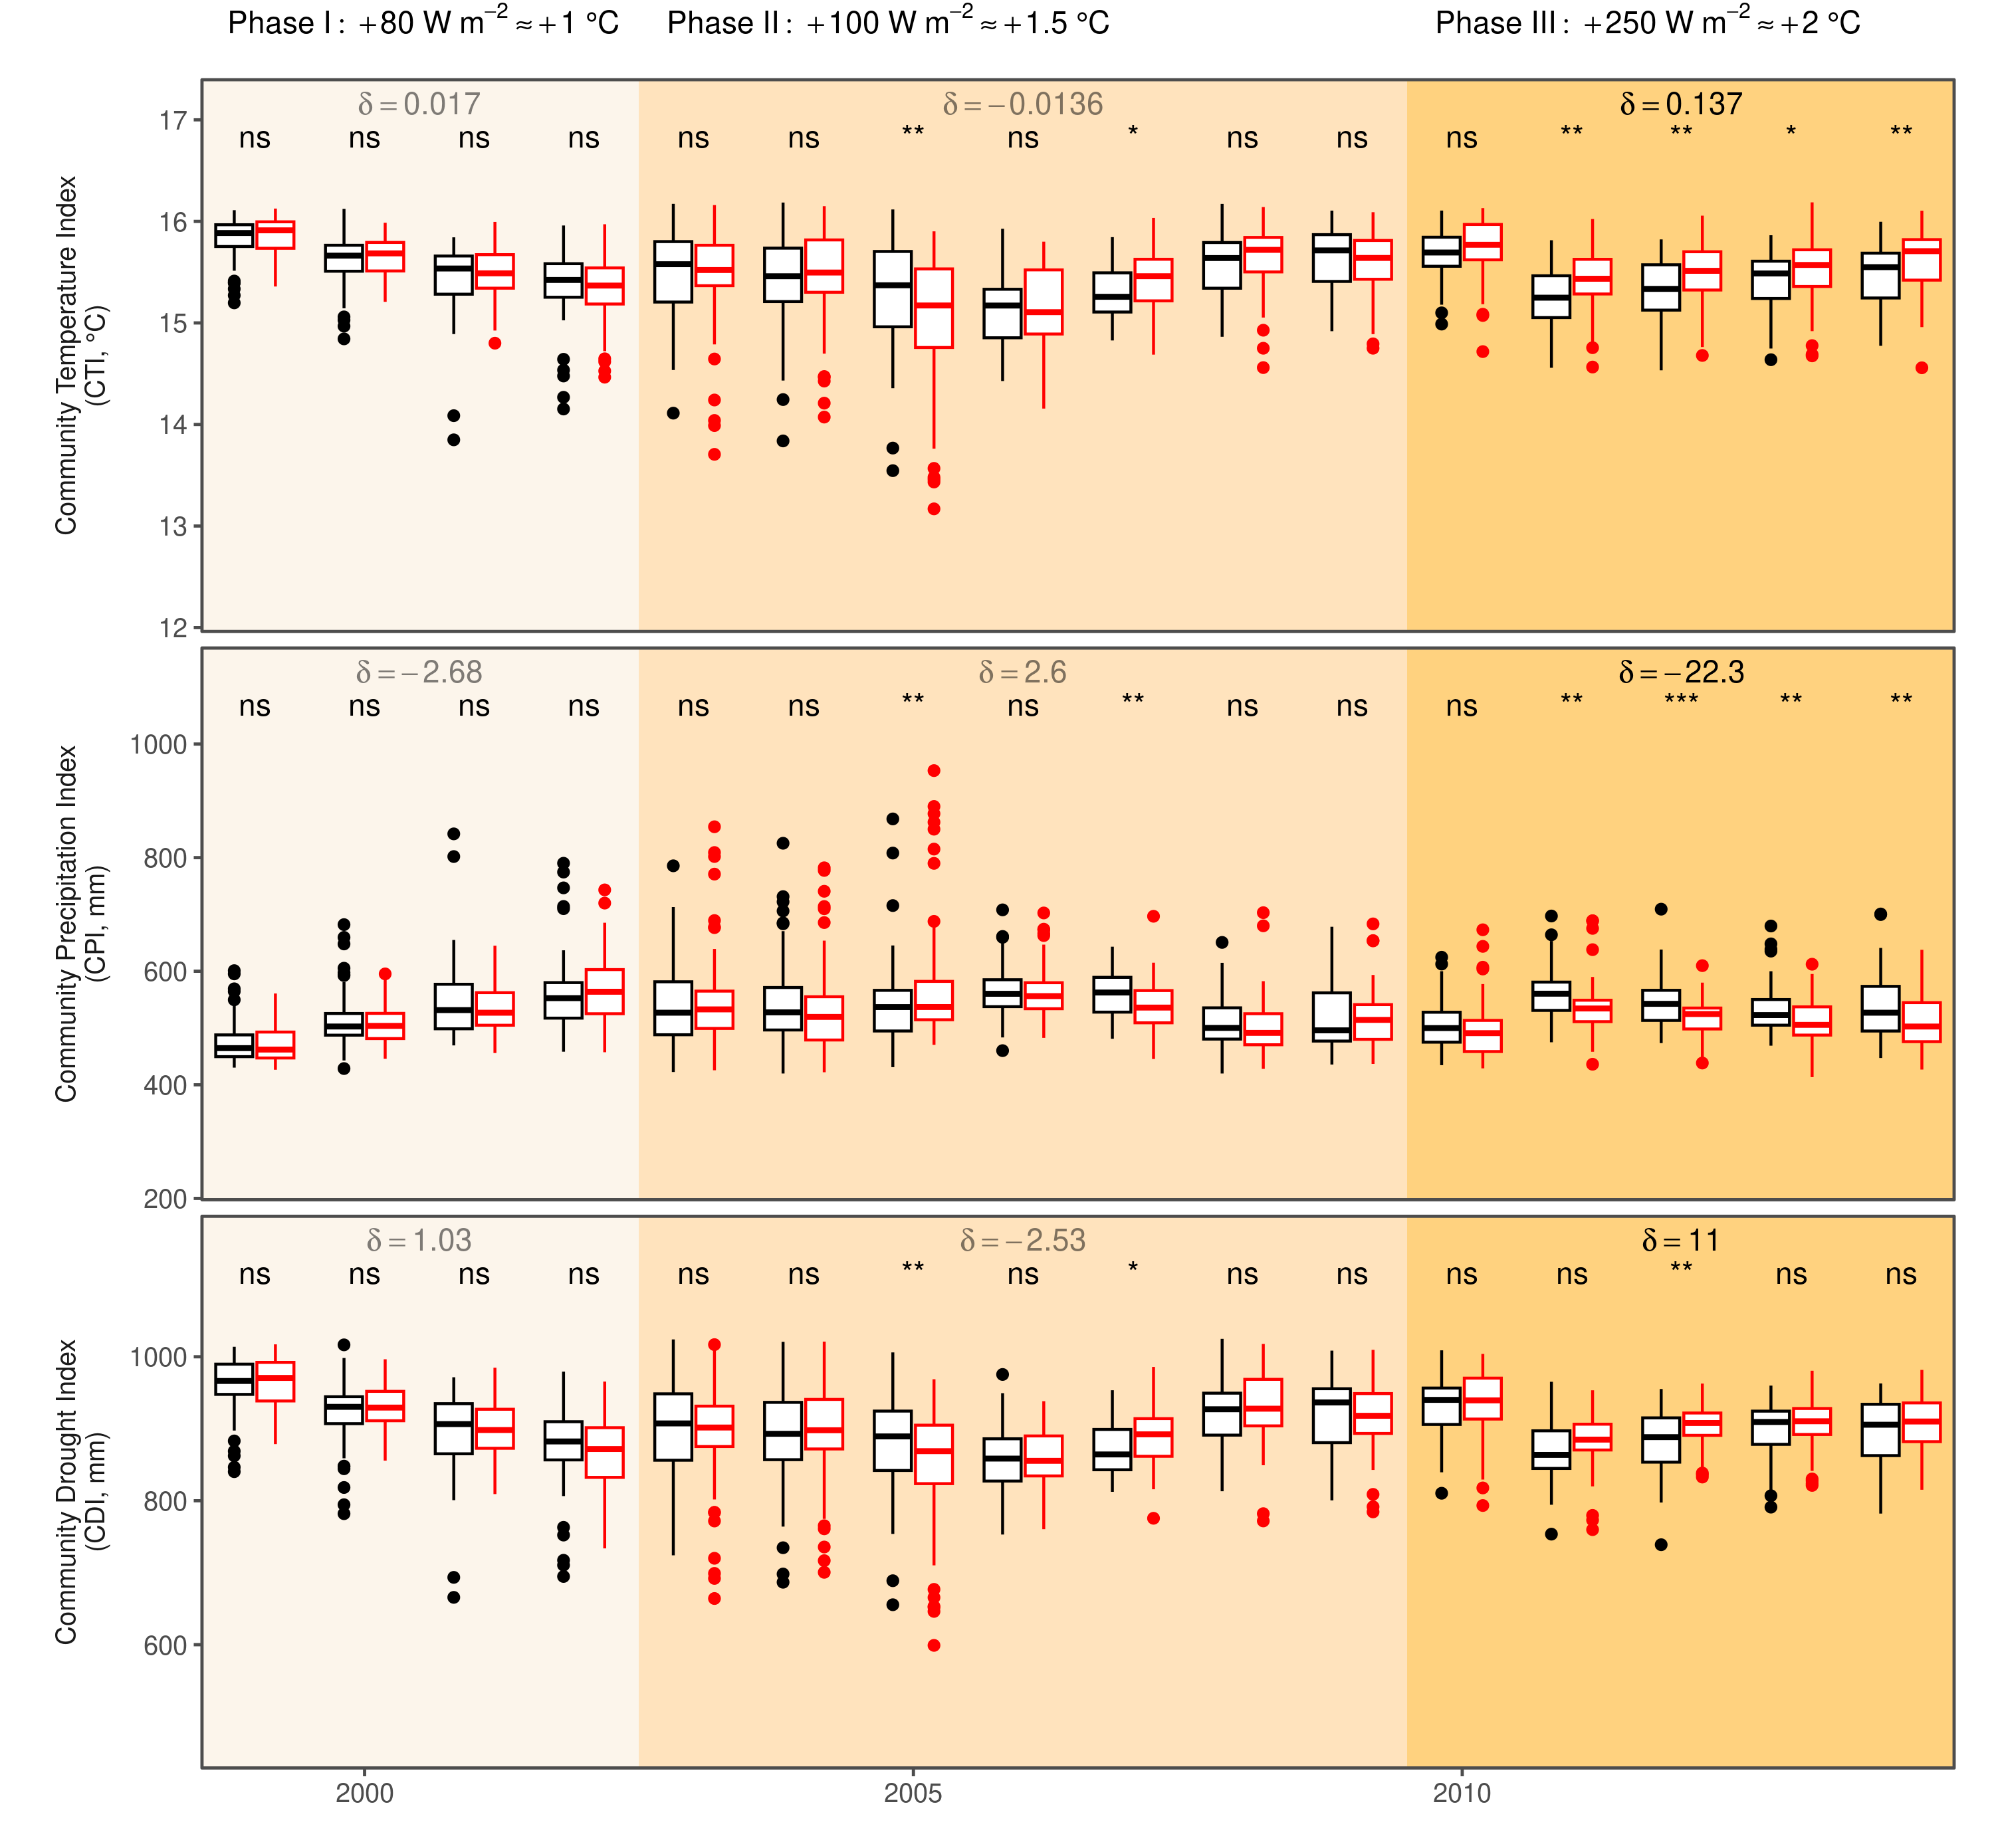 Phase I: +80 W m−2 ≈ +1 °C Phase II: +100 W m−2 ≈ +1.5 °C Phase III: +250 W m−2 ≈ +2 °C
δ = 0.017 δ = −0.0136 δ = 0.137
ns ns ns ns ns ns ** ns * ns ns ns ** ** * **
17
16
15
14
13
12
Community Temperature Index
(CTI, °C)
δ = −2.68 δ = 2.6 δ = −22.3
ns ns ns ns ns ns ** ns ** ns ns ns ** *** ** **
1000
800
600
400
200
Community Precipitation Index
(CPI, mm)
δ = 1.03 δ = −2.53 δ = 11
ns ns ns ns ns ns ** ns * ns ns ns ns ** ns ns
1000
800
600
Community Drought Index
(CDI, mm)
2000 2005 2010